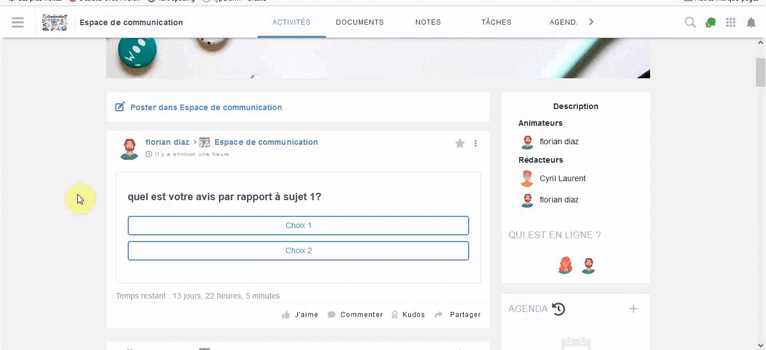 Espace de communication
ACTIVITÉS DOCUMENTS NOTES TÂCHES AGEND.
Poster dans Espace de communication
florian diaz > Espace de communication
Il y a environ une heure
quel est votre avis par rapport à sujet 1?
Choix 1
Choix 2
Temps restant : 13 jours, 22 heures, 5 minutes
J'aime Commenter Kudos Partager
Description
Animateurs
florian diaz
Rédacteurs
Cyril Laurent
florian diaz
QUI EST EN LIGNE ?
AGENDA